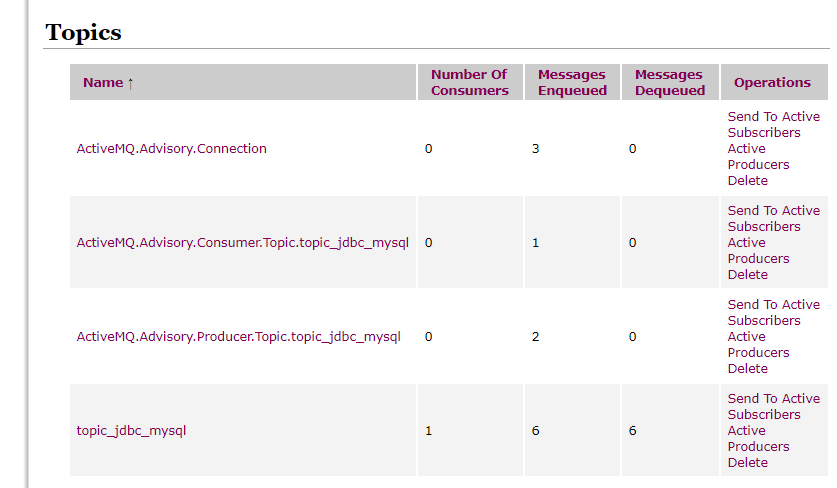 Topics
Name ↑ Number Of Consumers Messages Enqueued Messages Dequeued Operations
ActiveMQ.Advisory.Connection 0 3 0 Send To Active Subscribers
Active Producers
Delete
ActiveMQ.Advisory.Consumer.Topic.topic_jdbc_mysql 0 1 0 Send To Active Subscribers
Active Producers
Delete
ActiveMQ.Advisory.Producer.Topic.topic_jdbc_mysql 0 2 0 Send To Active Subscribers
Active Producers
Delete
topic_jdbc_mysql 1 6 6 Send To Active Subscribers
Active Producers
Delete